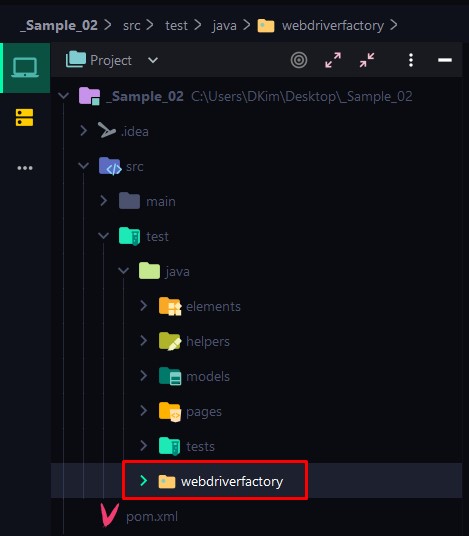 _Sample_02 > src > test > java > webdriverfactory >
Project
_Sample_02 C:\Users\DKim\Desktop\_Sample_02
.idea
src
main
test
java
elements
helpers
models
pages
tests
webdriverfactory
pom.xml